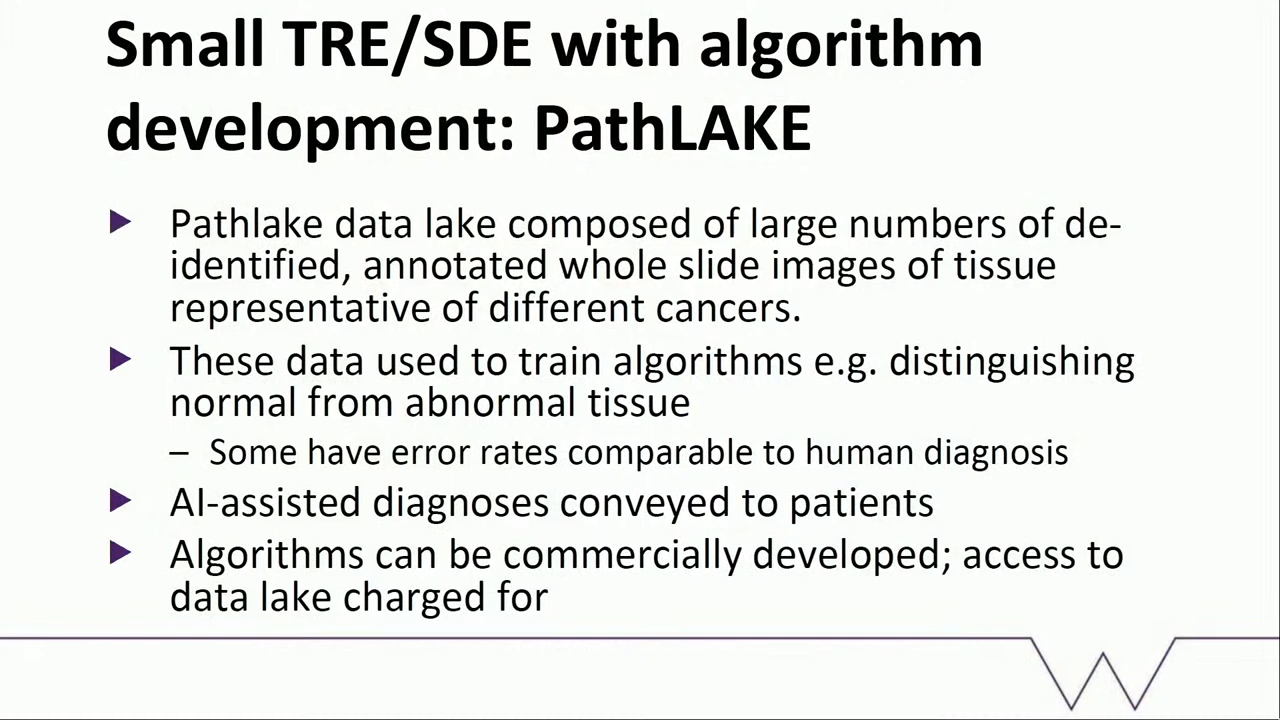 Small TRE/SDE with algorithm
development: PathLAKE
Pathlake data lake composed of large numbers of de-
identified, annotated whole slide images of tissue
representative of different cancers.
These data used to train algorithms e.g. distinguishing
normal from abnormal tissue
– Some have error rates comparable to human diagnosis
AI-assisted diagnoses conveyed to patients
Algorithms can be commercially developed; access to
data lake charged for